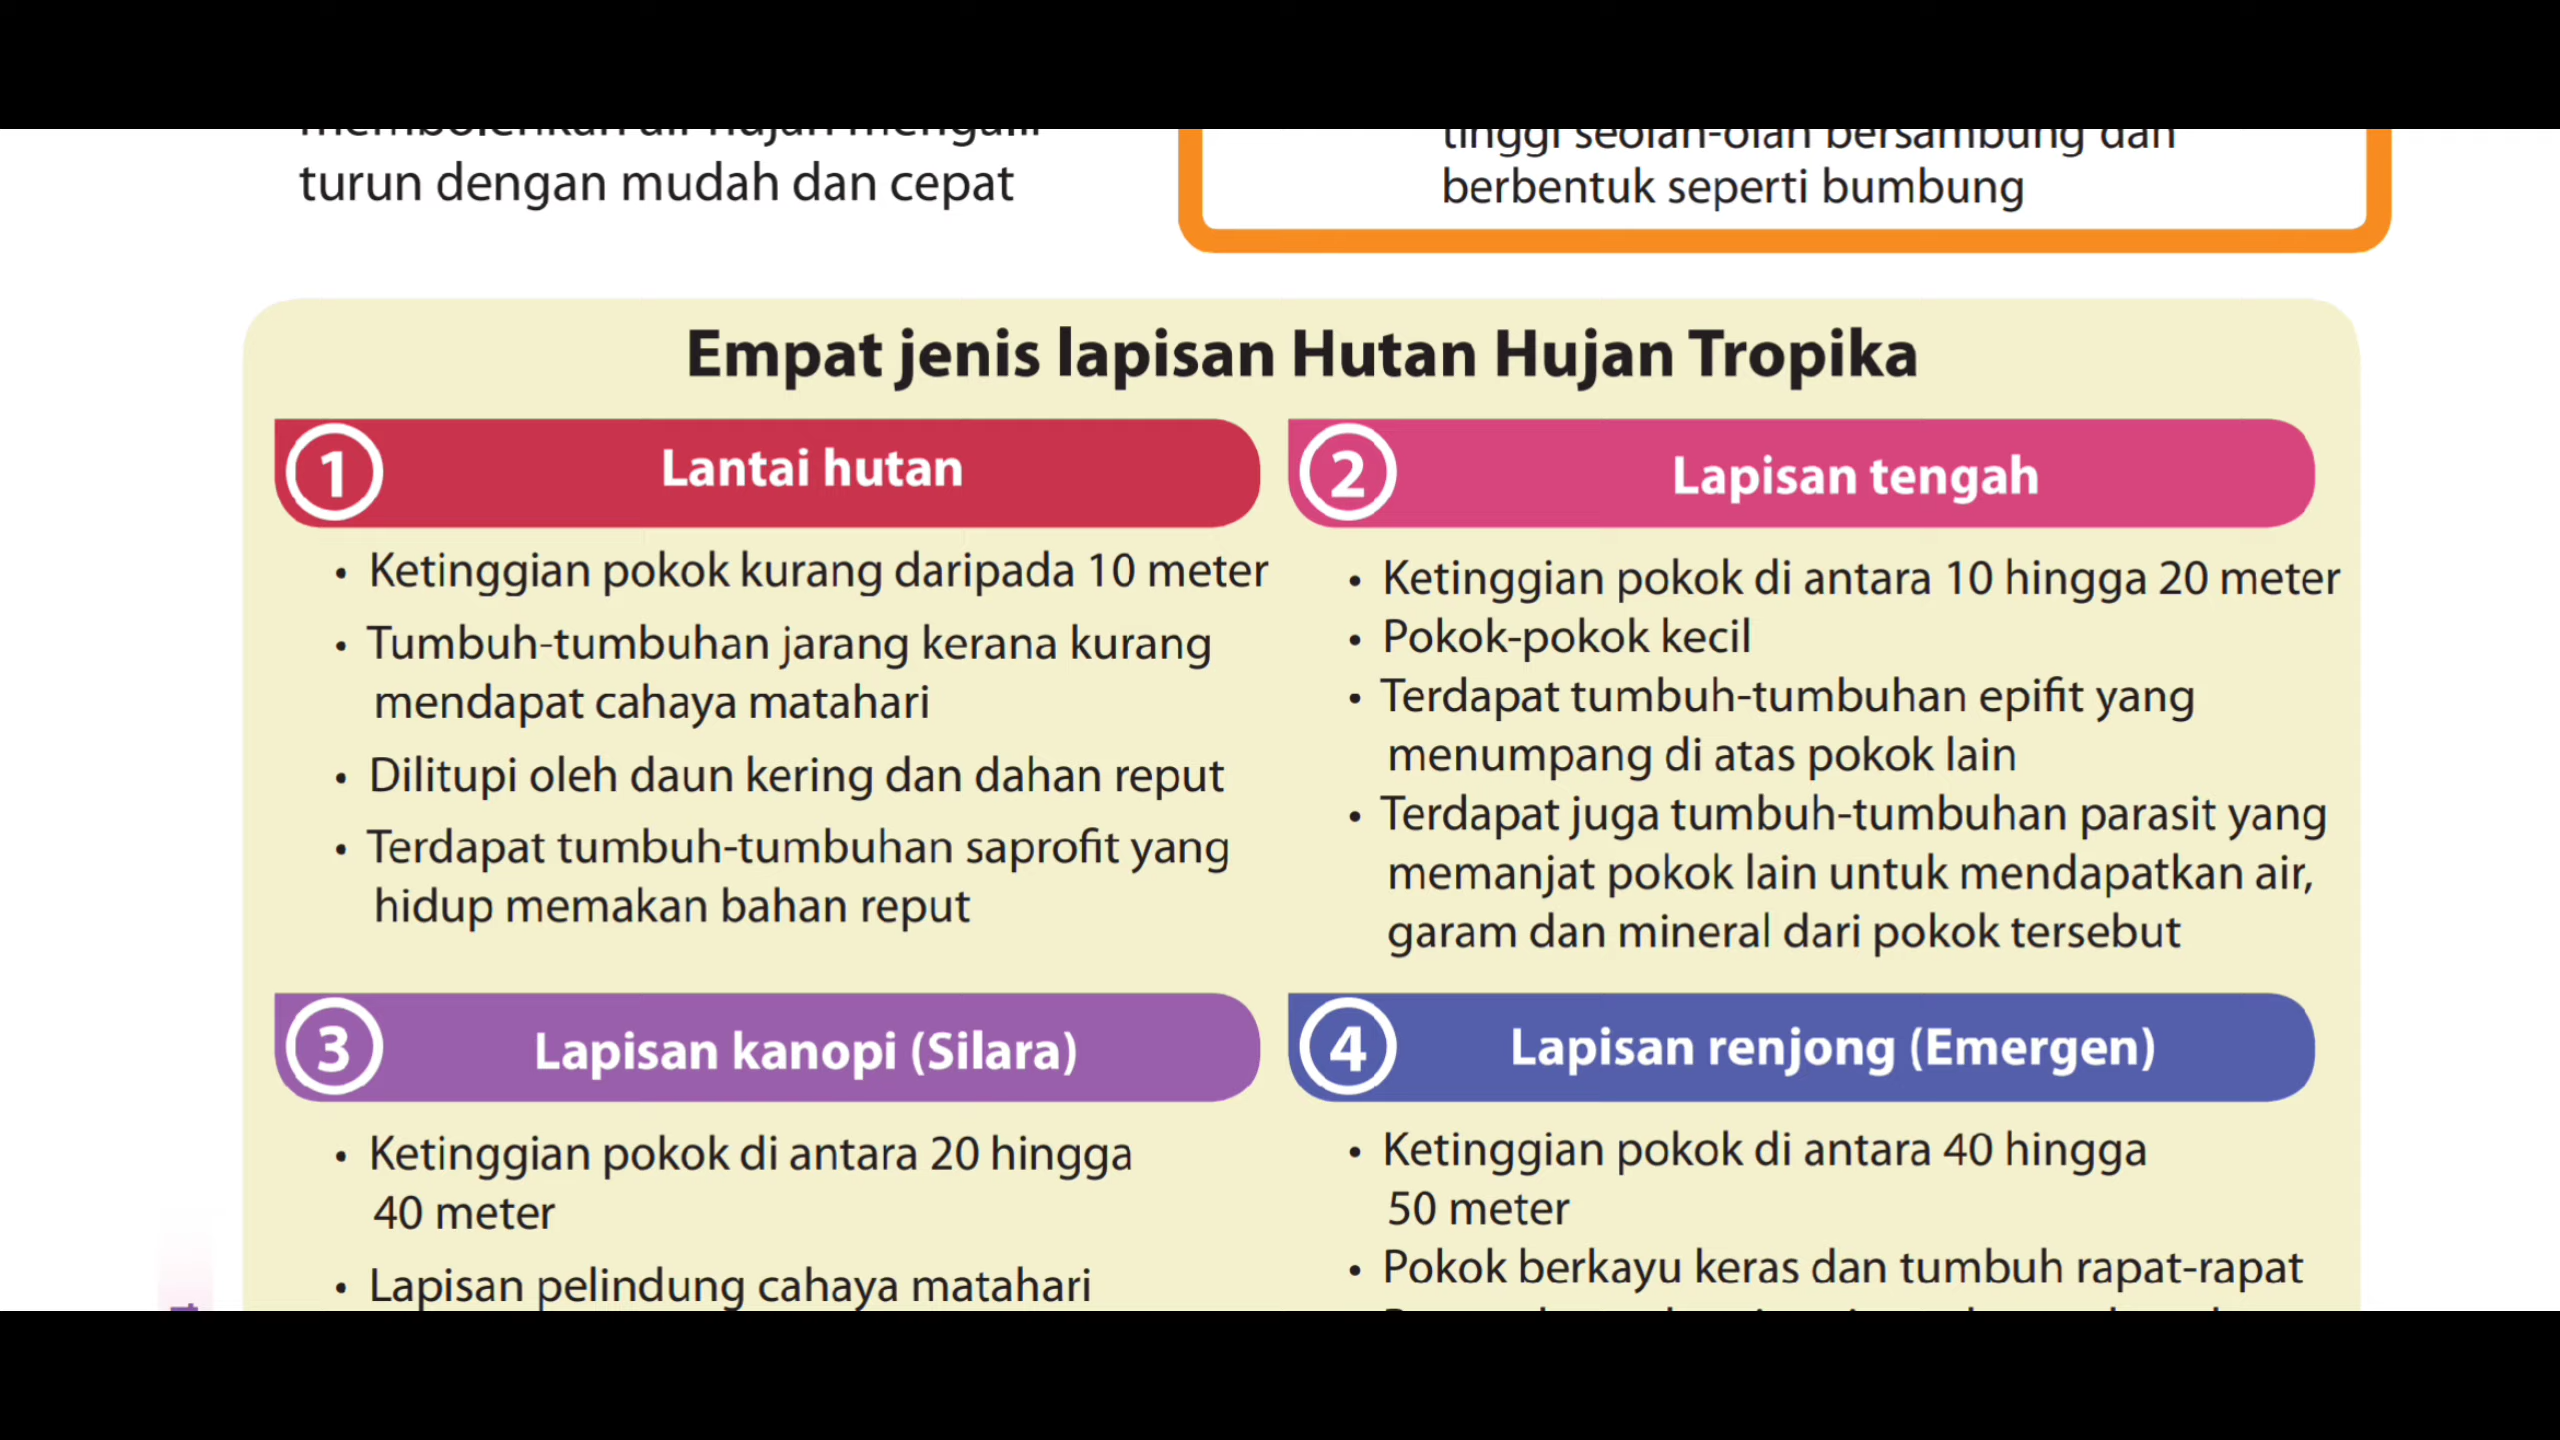 turun dengan mudah dan cepat
tinggi seolah-olah bersambung dan
berbentuk seperti bumbung
Empat jenis lapisan Hutan Hujan Tropika
1 Lantai hutan
• Ketinggian pokok kurang daripada 10 meter
• Tumbuh-tumbuhan jarang kerana kurang
mendapat cahaya matahari
• Dilitupi oleh daun kering dan dahan reput
• Terdapat tumbuh-tumbuhan saprofit yang
hidup memakan bahan reput
2 Lapisan tengah
• Ketinggian pokok di antara 10 hingga 20 meter
• Pokok-pokok kecil
• Terdapat tumbuh-tumbuhan epifit yang
menumpang di atas pokok lain
• Terdapat juga tumbuh-tumbuhan parasit yang
memanjat pokok lain untuk mendapatkan air,
garam dan mineral dari pokok tersebut
3 Lapisan kanopi (Silara)
• Ketinggian pokok di antara 20 hingga
40 meter
• Lapisan pelindung cahaya matahari
4 Lapisan renjong (Emergen)
• Ketinggian pokok di antara 40 hingga
50 meter
• Pokok berkayu keras dan tumbuh rapat-rapat